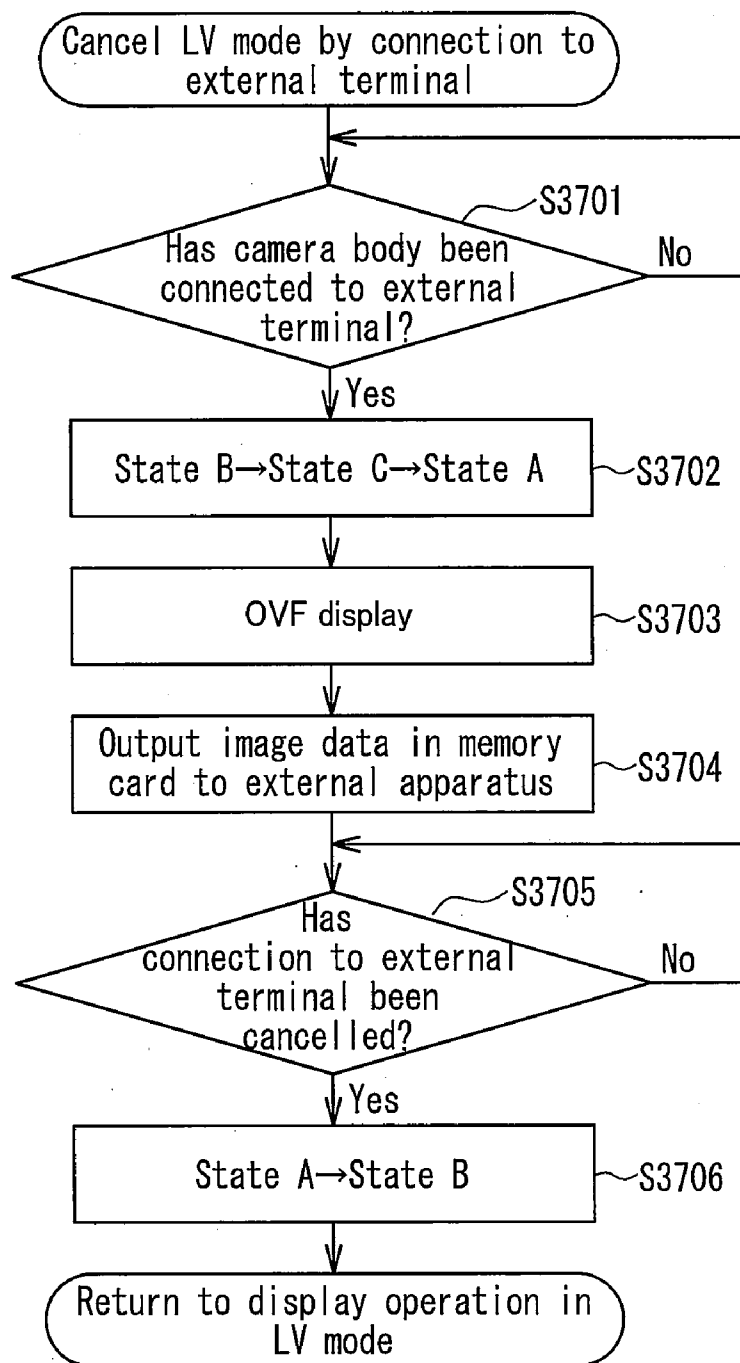 Cancel LV mode by connection to
external terminal
S3701
Has camera body been
connected to external
terminal?
No
Yes
State B→State C→State A
S3702
OVF display
S3703
Output image data in memory
card to external apparatus
S3704
S3705
Has
connection to external
terminal been
cancelled?
No
Yes
State A→State B
S3706
Return to display operation in
LV mode